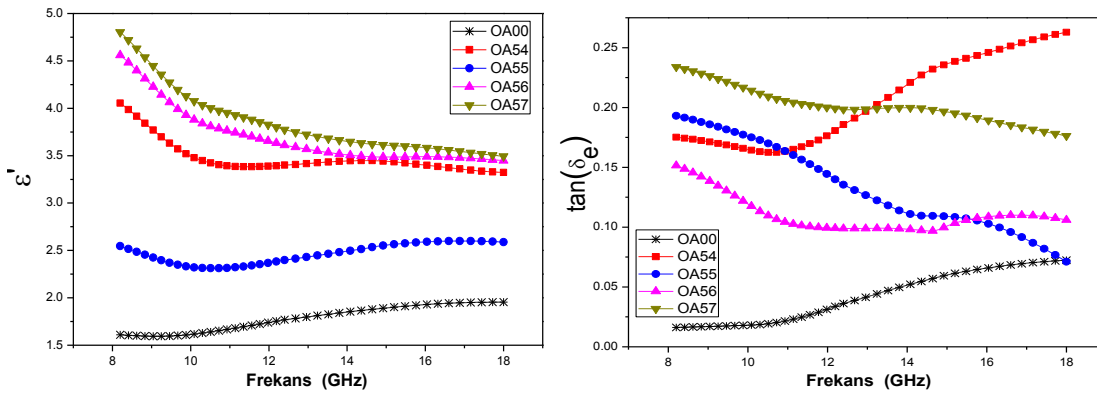 5.0
4.5
4.0
3.5
3.0
2.5
2.0
1.5
ε'
8
10
12
14
16
18
Frekans (GHz)
OA00
OA54
OA55
OA56
OA57
0.25
0.20
0.15
0.10
0.05
0.00
tan(δe)
8
10
12
14
16
18
Frekans (GHz)
OA00
OA54
OA55
OA56
OA57